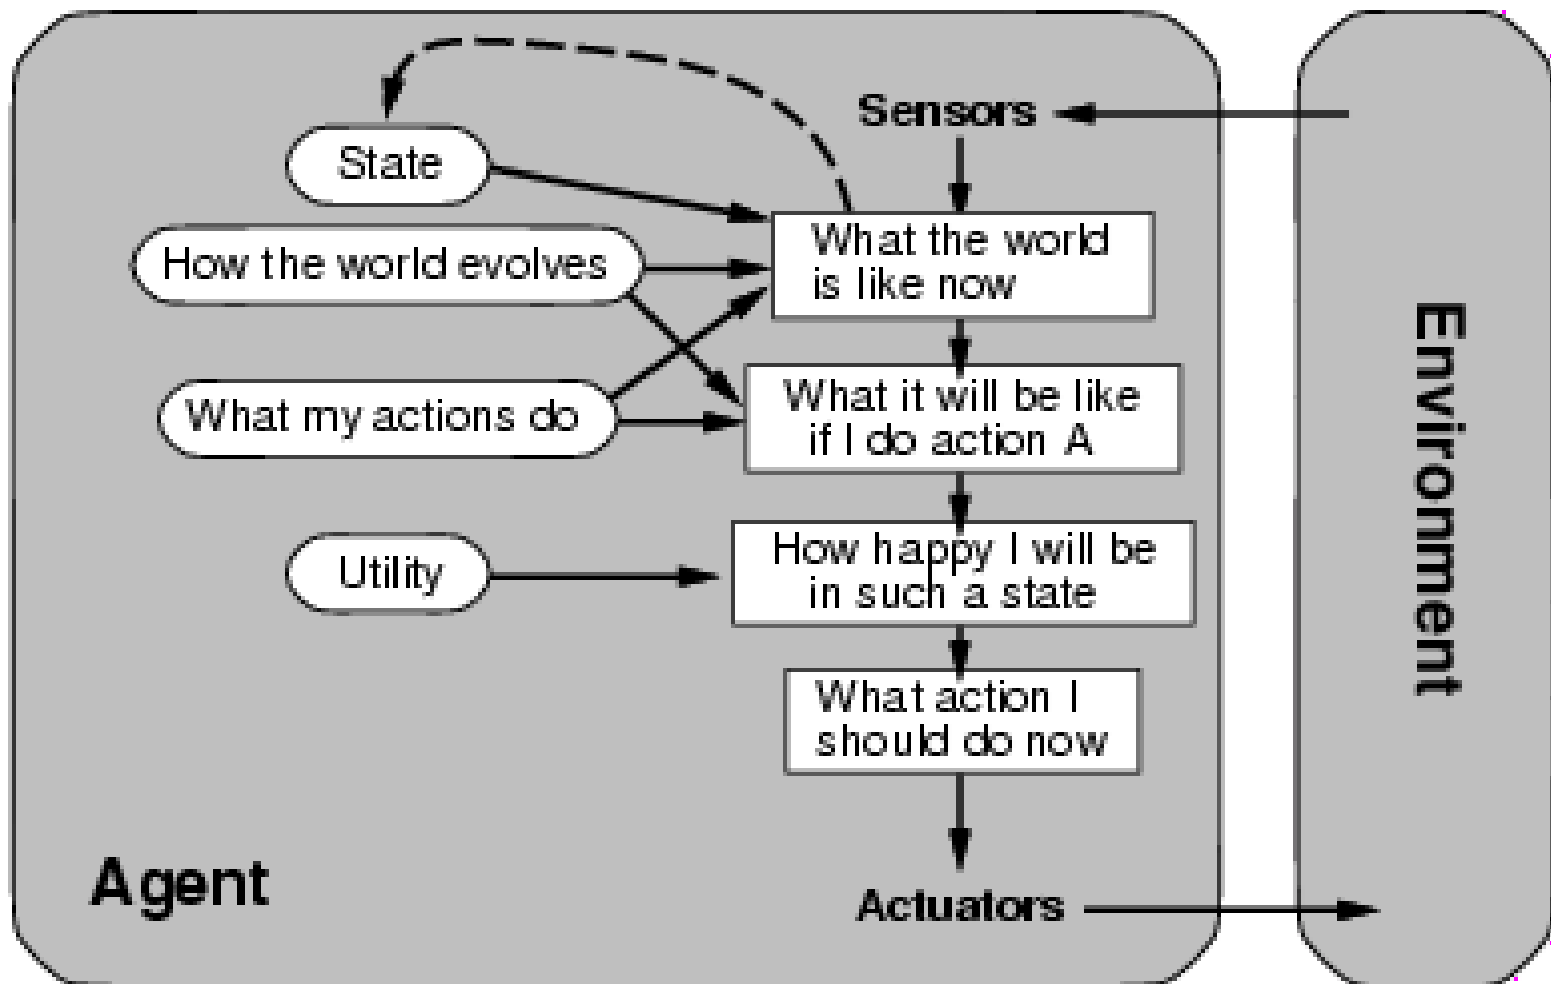 Sensors
State
What the world
is like now
How the world evolves
What my actions do
What it will be like
if I do action A
Utility
How happy I will be
in such a state
What action I
should do now
Agent
Actuators
Environment